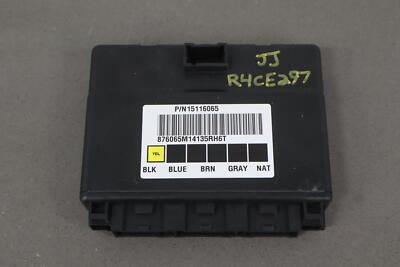 JJ
R4CE297
P/N15116065
876065M14135RH6T
YEL
BLK BLUE BRN GRAY NAT